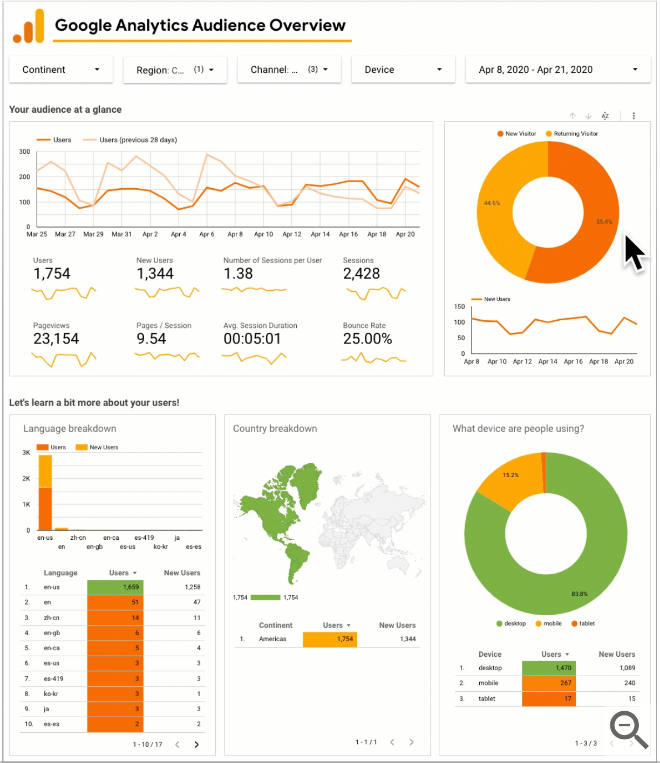 Google Analytics Audience Overview
Continent
Region: C... (1)
Channel: ... (3)
Device
Apr 8, 2020 - Apr 21, 2020
Your audience at a glance
Users Users (previous 28 days)
300
200
100
0
Mar 25 Mar 27 Mar 29 Mar 31 Apr 2 Apr 4 Apr 6 Apr 8 Apr 10 Apr 12 Apr 14 Apr 16 Apr 18 Apr 20
Users New Users Number of Sessions per User Sessions
1,754 1,344 1.38 2,428
Pageviews Pages / Session Avg. Session Duration Bounce Rate
23,154 9.54 00:05:01 25.00%
New Visitor Returning Visitor
44.6%
55.4%
New Users
150
100
50
0
Apr 8 Apr 10 Apr 12 Apr 14 Apr 16 Apr 18 Apr 20
Let's learn a bit more about your users!
Language breakdown
Users New Users
3K
2K
1K
0
en-us zh-cn en-ca es-419 ja
en en-gb es-us ko-kr es-es
Language Users New Users
1. en-us 1,659 1,258
2. en 51 47
3. zh-cn 14 11
4. en-gb 6 6
5. en-ca 5 4
6. es-us 3 3
7. es-419 3 3
8. ko-kr 3 1
9. ja 3 3
10. es-es 2 2
1 - 10 / 17
Country breakdown
1,754 1,754
Continent Users New Users
1. Americas 1,754 1,344
1 - 1 / 1
What device are people using?
15.2%
83.8%
desktop mobile tablet
Device Users New Users
1. desktop 1,470 1,089
2. mobile 267 240
3. tablet 17 15
1 - 3 / 3